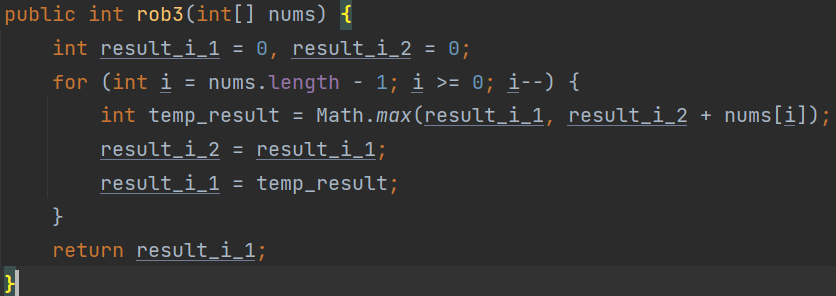 public int rob3(int[] nums) {
    int result_i_1 = 0, result_i_2 = 0;
    for (int i = nums.length - 1; i >= 0; i--) {
        int temp_result = Math.max(result_i_1, result_i_2 + nums[i]);
        result_i_2 = result_i_1;
        result_i_1 = temp_result;
    }
    return result_i_1;
}